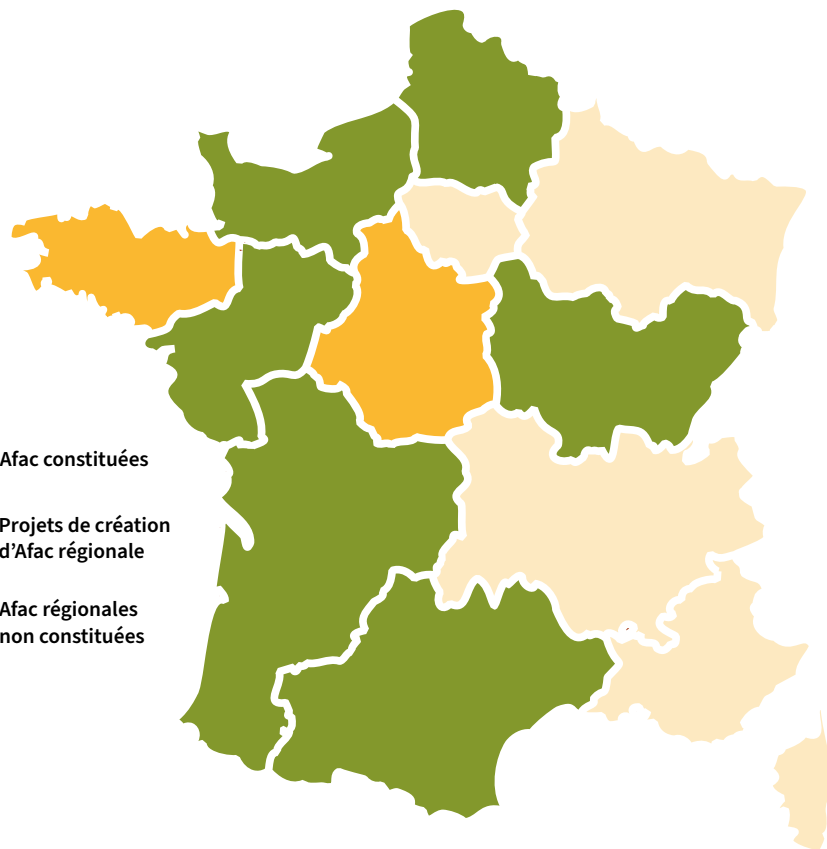 Afac constituées
Projets de création
d’Afac régionale
Afac régionales
non constituées